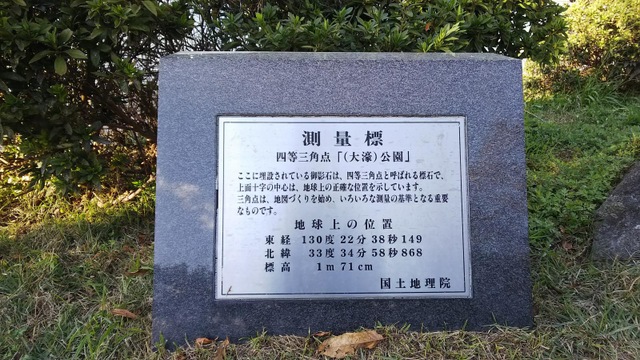 測量標
四等三角点「(大濠)公園」
ここに埋設されている御影石は、四等三角点と呼ばれる標石で、
上面十字の中心は、地球上の正確な位置を示しています。
三角点は、地図づくりを始め、いろいろな測量の基準となる重要
なものです。
地球上の位置
東経 130度 22分 38秒 149
北緯 33度 34分 58秒 868
標高 1m 71cm
国土地理院